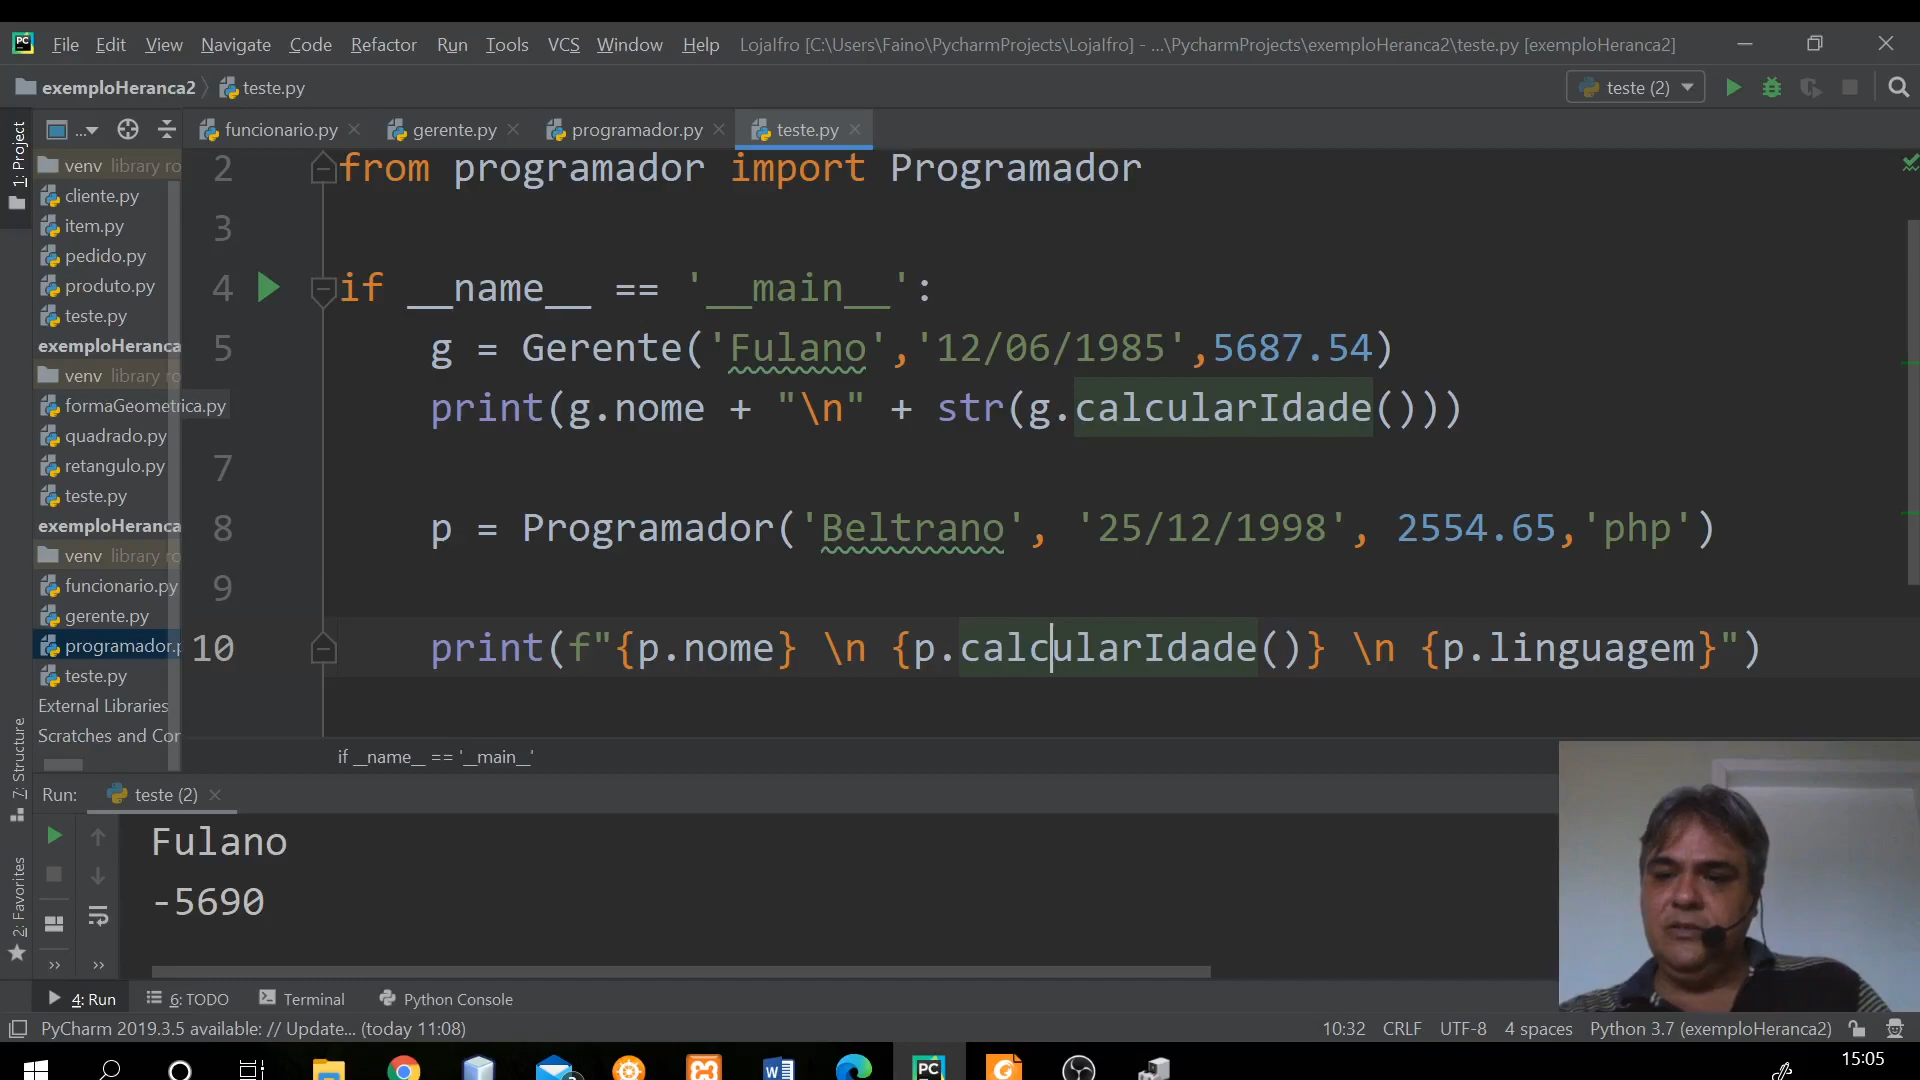 File Edit View Navigate Code Refactor Run Tools VCS Window Help LojaIfro [C:\Users\Faino\PycharmProjects\LojaIfro] - ...\PycharmProjects\exemploHeranca2\teste.py [exemploHeranca2]
exemploHeranca2 teste.py teste (2)
... funcionario.py gerente.py programador.py teste.py
1: Project
venv library ro
cliente.py
item.py
pedido.py
produto.py
teste.py
exemploHeranca
venv library ro
formaGeometrica.py
quadrado.py
retangulo.py
teste.py
exemploHeranca
venv library ro
funcionario.py
gerente.py
programador.p
teste.py
External Libraries
Scratches and Cor
2 from programador import Programador
3
4 if __name__ == '__main__':
5 g = Gerente('Fulano','12/06/1985',5687.54)
print(g.nome + "\n" + str(g.calcularIdade()))
7
8 p = Programador('Beltrano', '25/12/1998', 2554.65,'php')
9
10 print(f"{p.nome} \n {p.calcularIdade()} \n {p.linguagem}")
if __name__ == '__main__'
7: Structure
2: Favorites
Run: teste (2)
Fulano
-5690
4: Run 6: TODO Terminal Python Console
PyCharm 2019.3.5 available: // Update... (today 11:08) 10:32 CRLF UTF-8 4 spaces Python 3.7 (exemploHeranca2)
15:05